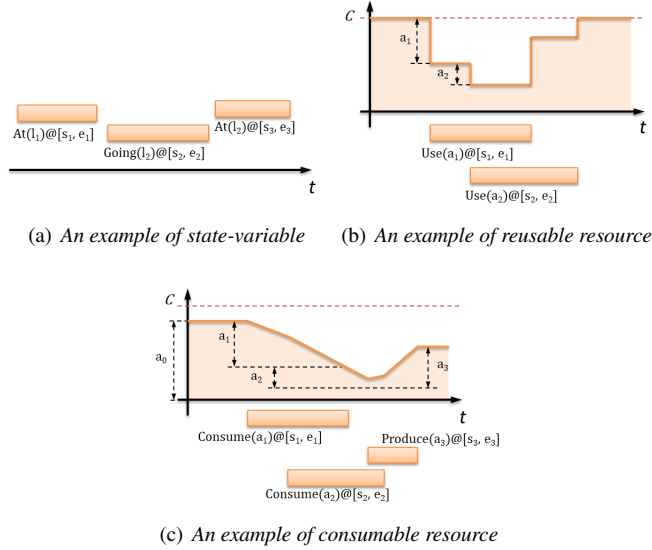 At(l₁)@[s₁, e₁]
Going(l₂)@[s₂, e₂]
At(l₂)@[s₃, e₃]
t
(a) An example of state-variable
C
a₁
a₂
t
Use(a₁)@[s₁, e₁]
Use(a₂)@[s₂, e₂]
(b) An example of reusable resource
C
a₀
a₁
a₂
a₃
t
Consume(a₁)@[s₁, e₁]
Produce(a₃)@[s₃, e₃]
Consume(a₂)@[s₂, e₂]
(c) An example of consumable resource